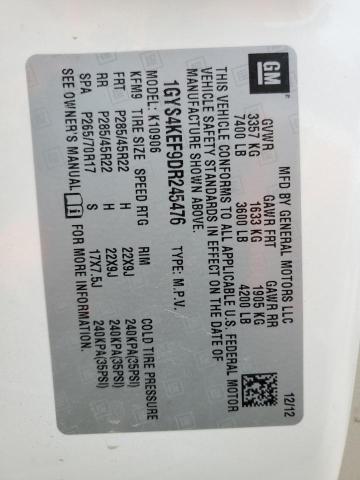 GM
MFD BY GENERAL MOTORS LLC 12/12
GVWR GAWR FRT GAWR RR
3357 KG 1633 KG 1905 KG
7400 LB 3600 LB 4200 LB
THIS VEHICLE CONFORMS TO ALL APPLICABLE U.S. FEDERAL MOTOR
VEHICLE SAFETY STANDARDS IN EFFECT ON THE DATE OF
MANUFACTURE SHOWN ABOVE.
1GYS4KEF9DR245476 TYPE: M.P.V.
K10906
KFM9 TIRE SIZE SPEED RTG RIM COLD TIRE PRESSURE
FRT P285/45R22 H 22X9J 240KPA(35PSI)
RR P285/45R22 H 22X9J 240KPA(35PSI)
SPA P265/70R17 S 17X7.5J 240KPA(35PSI)
SEE OWNER'S MANUAL FOR MORE INFORMATION.